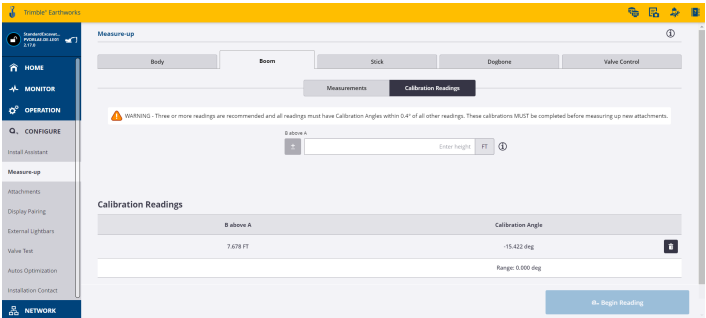 Trimble® Earthworks
StandardExcavat...
PVORL64-DE-LE01
2.17.0
Measure-up
HOME
MONITOR
OPERATION
CONFIGURE
Install Assistant
Measure-up
Attachments
Display Pairing
External Lightbars
Valve Test
Autos Optimization
Installation Contact
NETWORK
Body
Boom
Stick
Dogbone
Valve Control
Measurements
Calibration Readings
WARNING - Three or more readings are recommended and all readings must have Calibration Angles within 0.4° of all other readings. These calibrations MUST be completed before measuring up new attachments.
B above A
±
Enter height
FT
Calibration Readings
B above A
Calibration Angle
7.678 FT
-15.422 deg
Range: 0.000 deg
Begin Reading